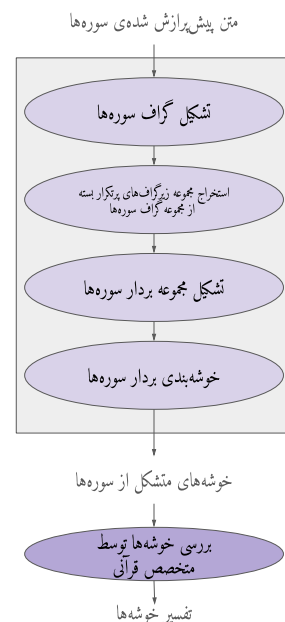 متن پیش‌پرازش شده‌ی سوره‌ها
تشکیل گراف سوره‌ها
استخراج مجموعه زیرگراف‌های پرتکرار بسته
از مجموعه‌گراف سوره‌ها
تشکیل مجموعه بردار سوره‌ها
خوشه‌بندی بردار سوره‌ها
خوشه‌های متشکل از سوره‌ها
بررسی خوشه‌ها توسط
متخصص قرآنی
تفسیر خوشه‌ها